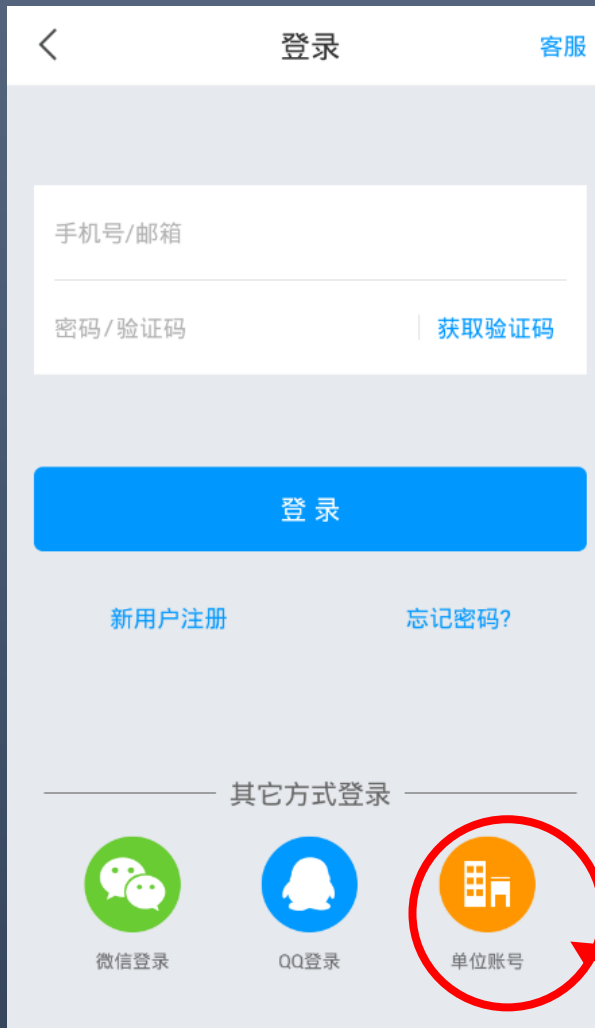 登录
客服
手机号/邮箱
密码/验证码
获取验证码
登 录
新用户注册
忘记密码?
其它方式登录
微信登录
QQ登录
单位账号